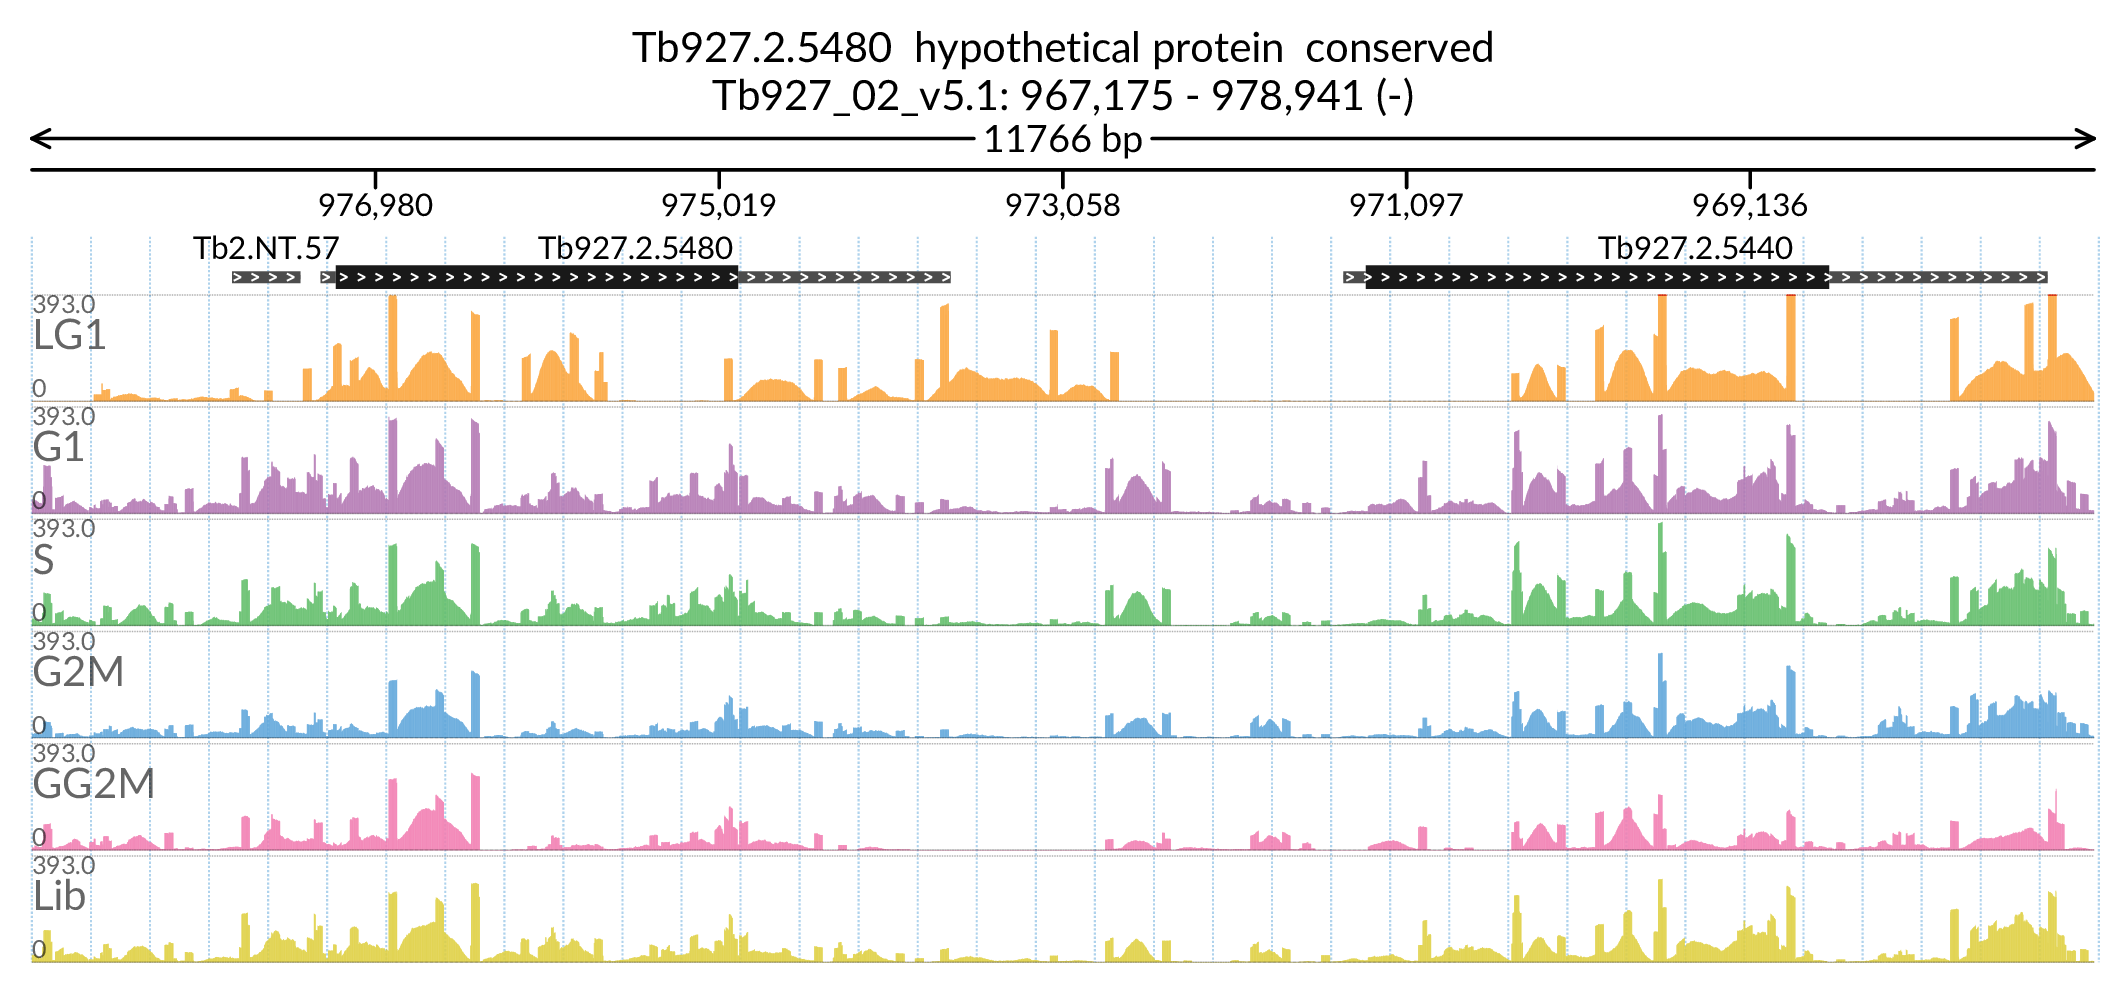 Tb927.2.5480 hypothetical protein conserved
Tb927_02_v5.1: 967,175 - 978,941 (-)
11766 bp
976,980 975,019 973,058 971,097 969,136
Tb2.NT.57 Tb927.2.5480 Tb927.2.5440
393.0
LG1
0
393.0
G1
0
393.0
S
0
393.0
G2M
0
393.0
GG2M
0
393.0
Lib
0